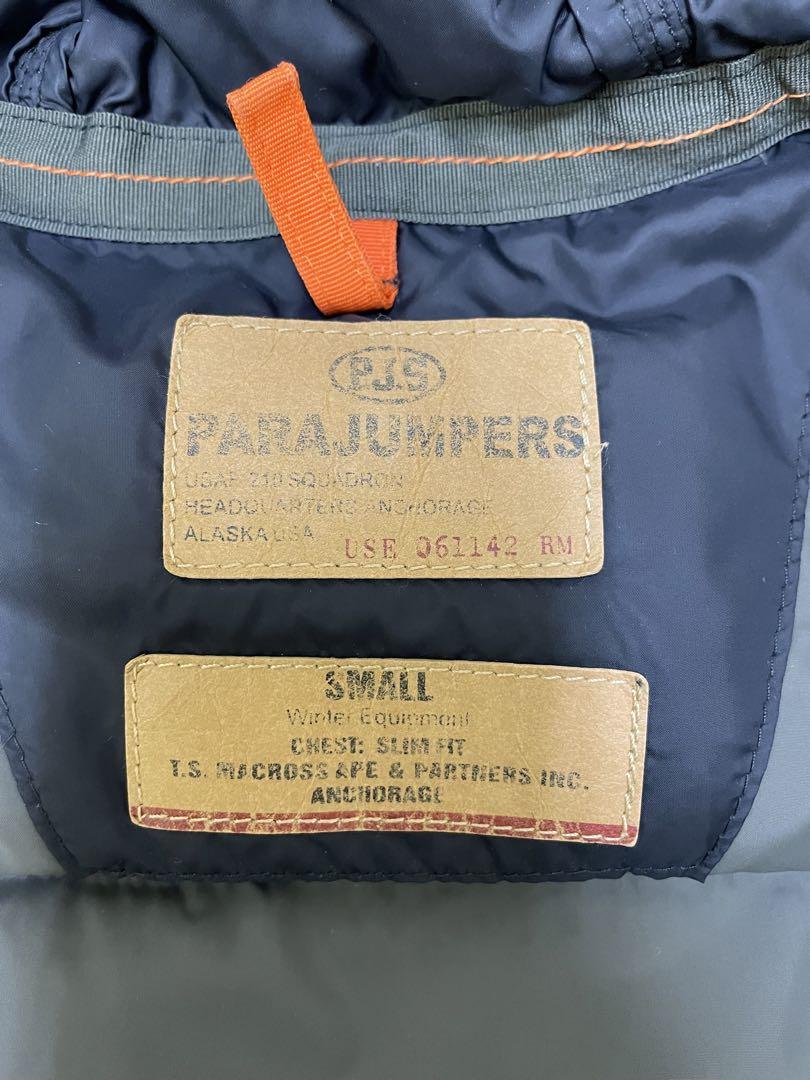 P.J.S
PARAJUMPERS
USAF 210 SQUADRON
HEADQUARTERS ANCHORAGE
ALASKA USA USE 061142 RM
SMALL
Winter Equipment
CHEST: SLIM FIT
T.S. MACROSS APE & PARTNERS INC.
ANCHORAGE